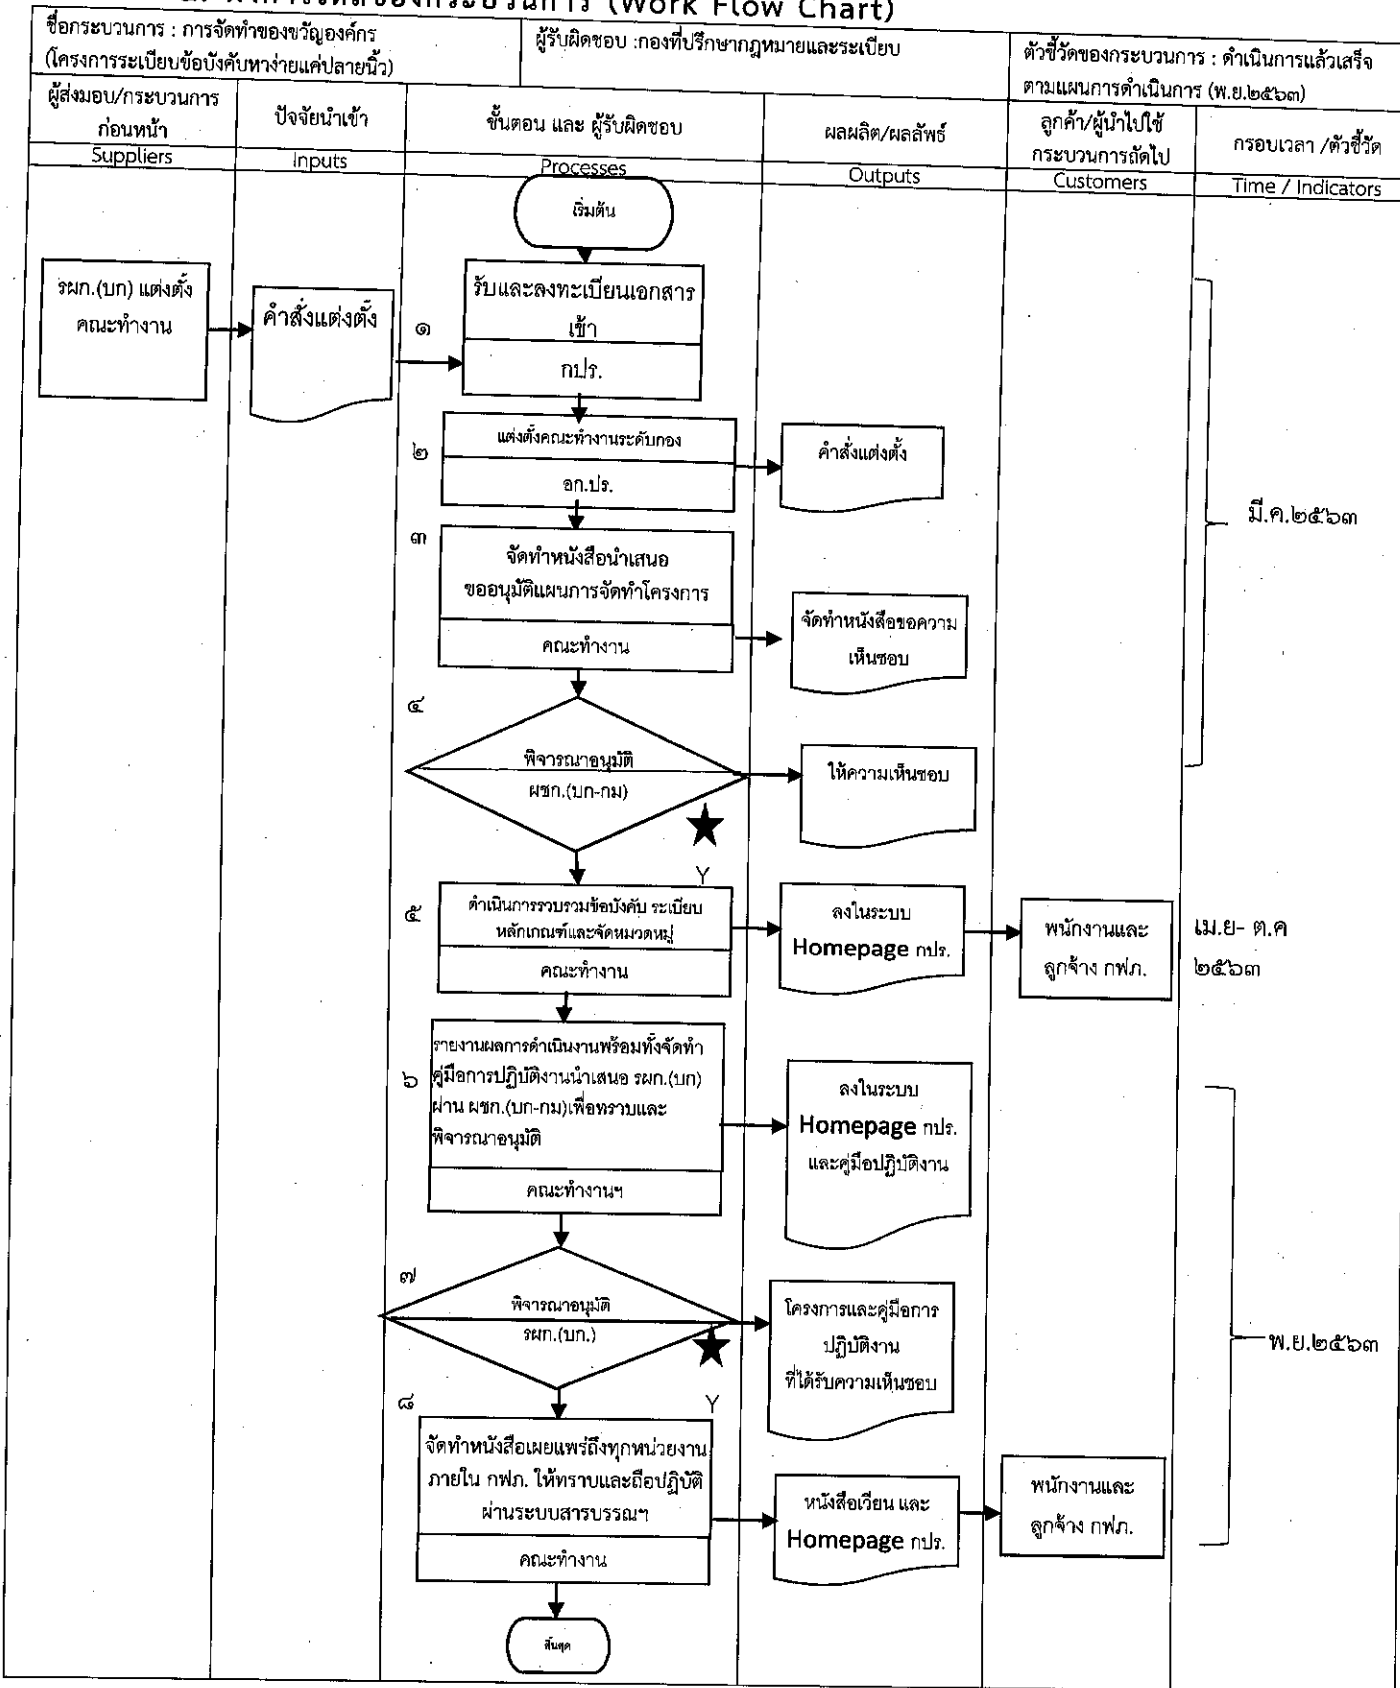 ผังการไหลของกระบวนการ (Work Flow Chart)
ชื่อกระบวนการ : การจัดทำของขวัญองค์กร
(โครงการระเบียบข้อบังคับหาง่ายแค่ปลายนิ้ว)
ผู้รับผิดชอบ :กองที่ปรึกษากฎหมายและระเบียบ
ตัวชี้วัดของกระบวนการ : ดำเนินการแล้วเสร็จ
ตามแผนการดำเนินการ (พ.ย.๒๕๖๓)
ผู้ส่งมอบ/กระบวนการ
ก่อนหน้า
ปัจจัยนำเข้า
ขั้นตอน และ ผู้รับผิดชอบ
ผลผลิต/ผลลัพธ์
ลูกค้า/ผู้นำไปใช้
กระบวนการถัดไป
กรอบเวลา /ตัวชี้วัด
Suppliers
Inputs
Processes
Outputs
Customers
Time / Indicators
เริ่มต้น
รผก.(บก) แต่งตั้ง
คณะทำงาน
คำสั่งแต่งตั้ง
๑
รับและลงทะเบียนเอกสาร
เข้า
กปร.
๒
แต่งตั้งคณะทำงานระดับกอง
อก.ปร.
คำสั่งแต่งตั้ง
มี.ค.๒๕๖๓
๓
จัดทำหนังสือนำเสนอ
ขออนุมัติแผนการจัดทำโครงการ
คณะทำงาน
จัดทำหนังสือขอความ
เห็นชอบ
๔
พิจารณาอนุมัติ
ผชก.(บก-กม)
ให้ความเห็นชอบ
Y
๕
ดำเนินการรวบรวมข้อบังคับ ระเบียบ
หลักเกณฑ์และจัดหมวดหมู่
คณะทำงาน
ลงในระบบ
Homepage กปร.
พนักงานและ
ลูกจ้าง กฟภ.
เม.ย- ต.ค
๒๕๖๓
๖
รายงานผลการดำเนินงานพร้อมทั้งจัดทำ
คู่มือการปฏิบัติงานนำเสนอ รผก.(บก)
ผ่าน ผชก.(บก-กม)เพื่อทราบและ
พิจารณาอนุมัติ
คณะทำงานฯ
ลงในระบบ
Homepage กปร.
และคู่มือปฏิบัติงาน
๗
พิจารณาอนุมัติ
รผก.(บก.)
โครงการและคู่มือการ
ปฏิบัติงาน
ที่ได้รับความเห็นชอบ
พ.ย.๒๕๖๓
Y
๘
จัดทำหนังสือเผยแพร่ถึงทุกหน่วยงาน
ภายใน กฟภ. ให้ทราบและถือปฏิบัติ
ผ่านระบบสารบรรณฯ
คณะทำงาน
หนังสือเวียน และ
Homepage กปร.
พนักงานและ
ลูกจ้าง กฟภ.
สิ้นสุด